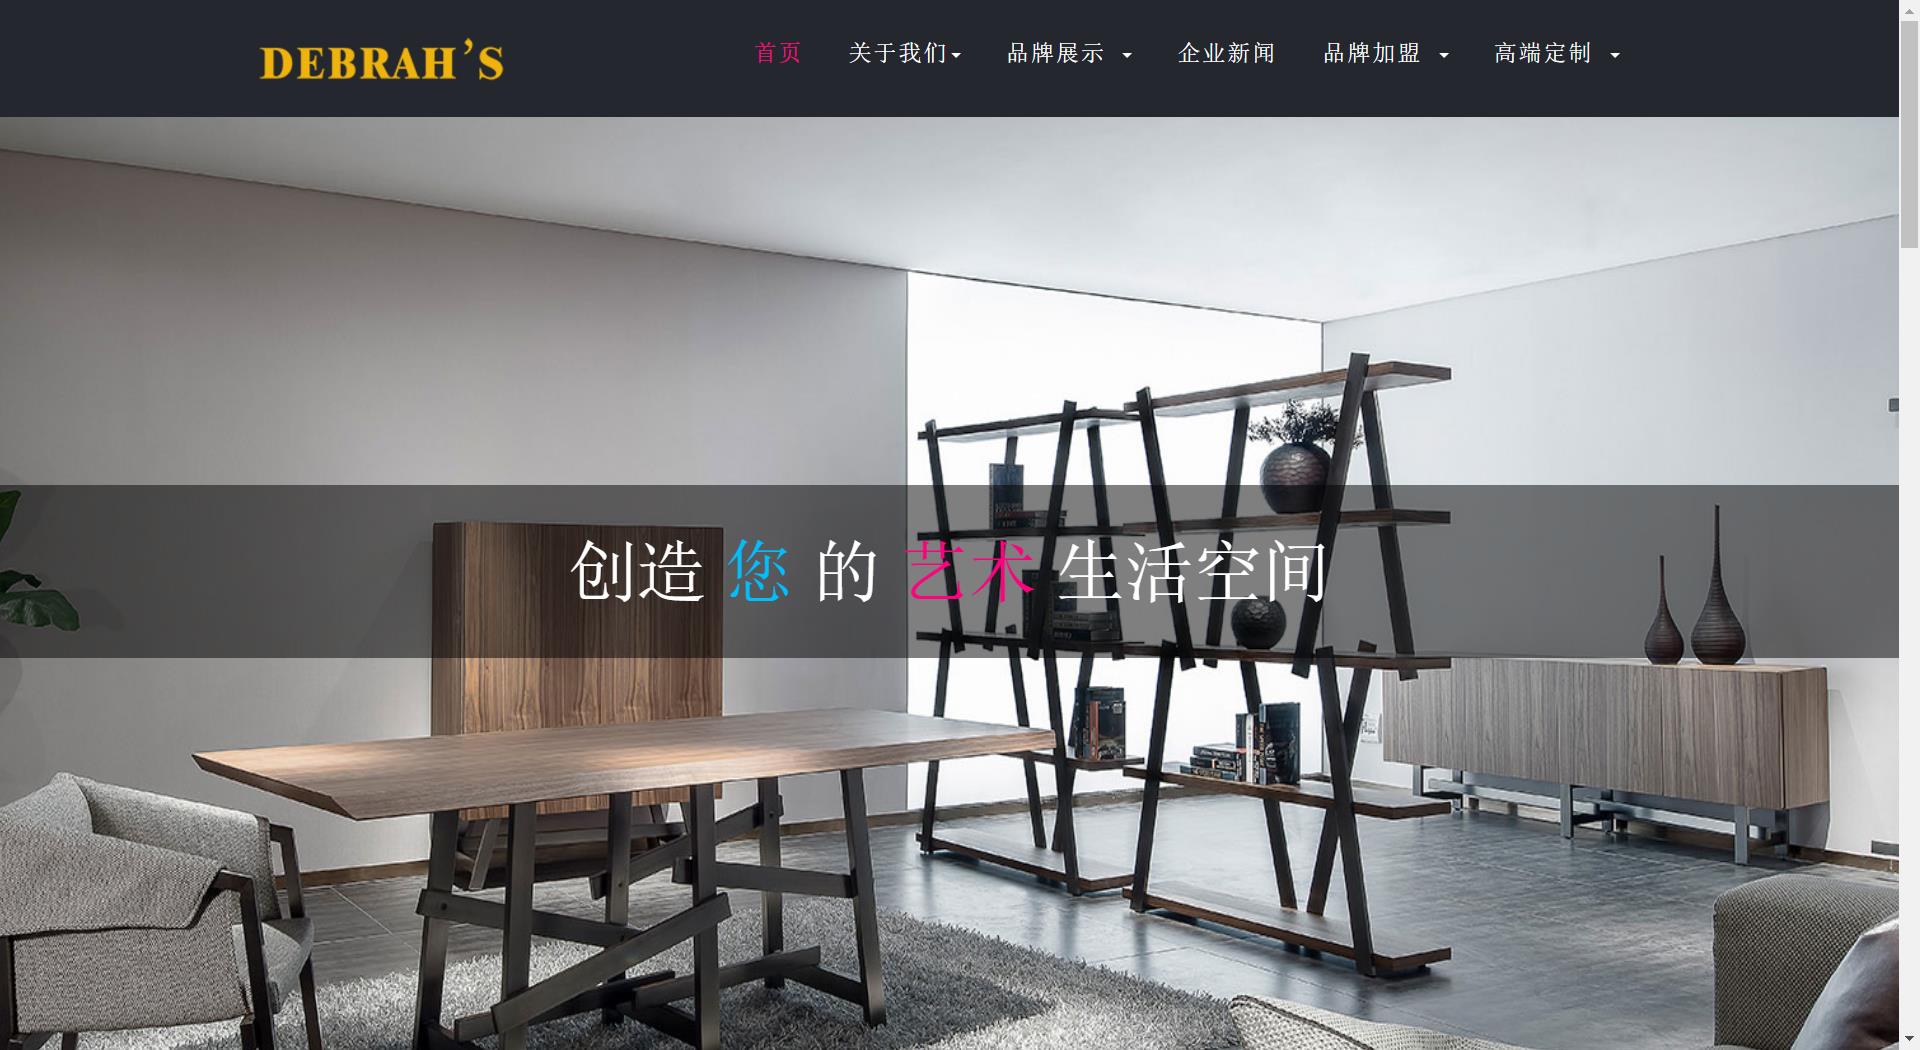 DEBRAH'S
首页 关于我们 品牌展示 企业新闻 品牌加盟 高端定制
创造 您 的 艺术 生活空间